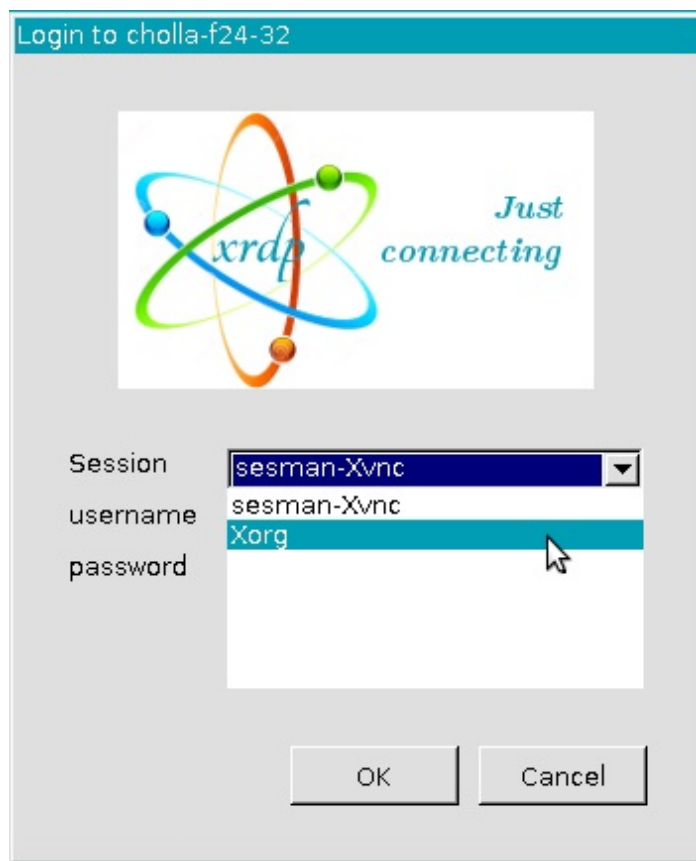 Login to cholla-f24-32
xrdp
Just
connecting
Session
sesman-Xvnc
sesman-Xvnc
username
Xorg
password
OK
Cancel